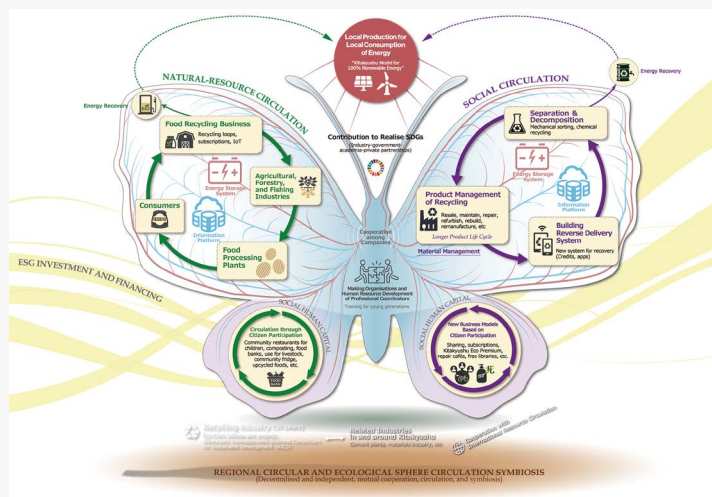 Local Production for
Local Consumption
of Energy
"Kitakyushu Model for
100% Renewable Energy"
NATURAL-RESOURCE CIRCULATION
SOCIAL CIRCULATION
Energy Recovery
Energy Recovery
Contribution to Realise SDGs
(industry-government-
academia-private partnerships)
Food Recycling Business
Recycling loops,
subscriptions, IoT
Agricultural,
Forestry,
and Fishing
Industries
Food
Processing
Plants
Consumers
Energy Storage
System
Information
Platform
Separation &
Decomposition
Mechanical sorting, chemical
recycling
Energy Storage
System
Information
Platform
Product Management
of Recycling
Resale, maintain, repair,
refurbish, rebuild,
remanufacture, etc
Longer Product Life Cycle
Material Management
Building
Reverse Delivery
System
New system for recovery
(Credits, apps)
Cooperation
among
Companies
Making Organisations and
Human Resource Development
of Professional Coordinators
Training for young generations
ESG INVESTMENT AND FINANCING
SOCIAL HUMAN CAPITAL
SOCIAL HUMAN CAPITAL
Circulation through
Citizen Participation
Community restaurants for
children, composting, food
banks, use for livestock,
community fridge,
upcycled foods, etc.
FOOD
BANK
New Business Models
Based on
Citizen Participation
Sharing, subscriptions,
Kitakyushu Eco Premium,
repair cafés, free libraries, etc.
Recycling Industry
Related Industries
in and around Kitakyushu
Cement plants, materials industry, etc.
Cooperation with
International Resource Circulation
REGIONAL CIRCULAR AND ECOLOGICAL SPHERE CIRCULATION SYMBIOSIS
(Decentralised and independent, mutual cooperation, circulation, and symbiosis)